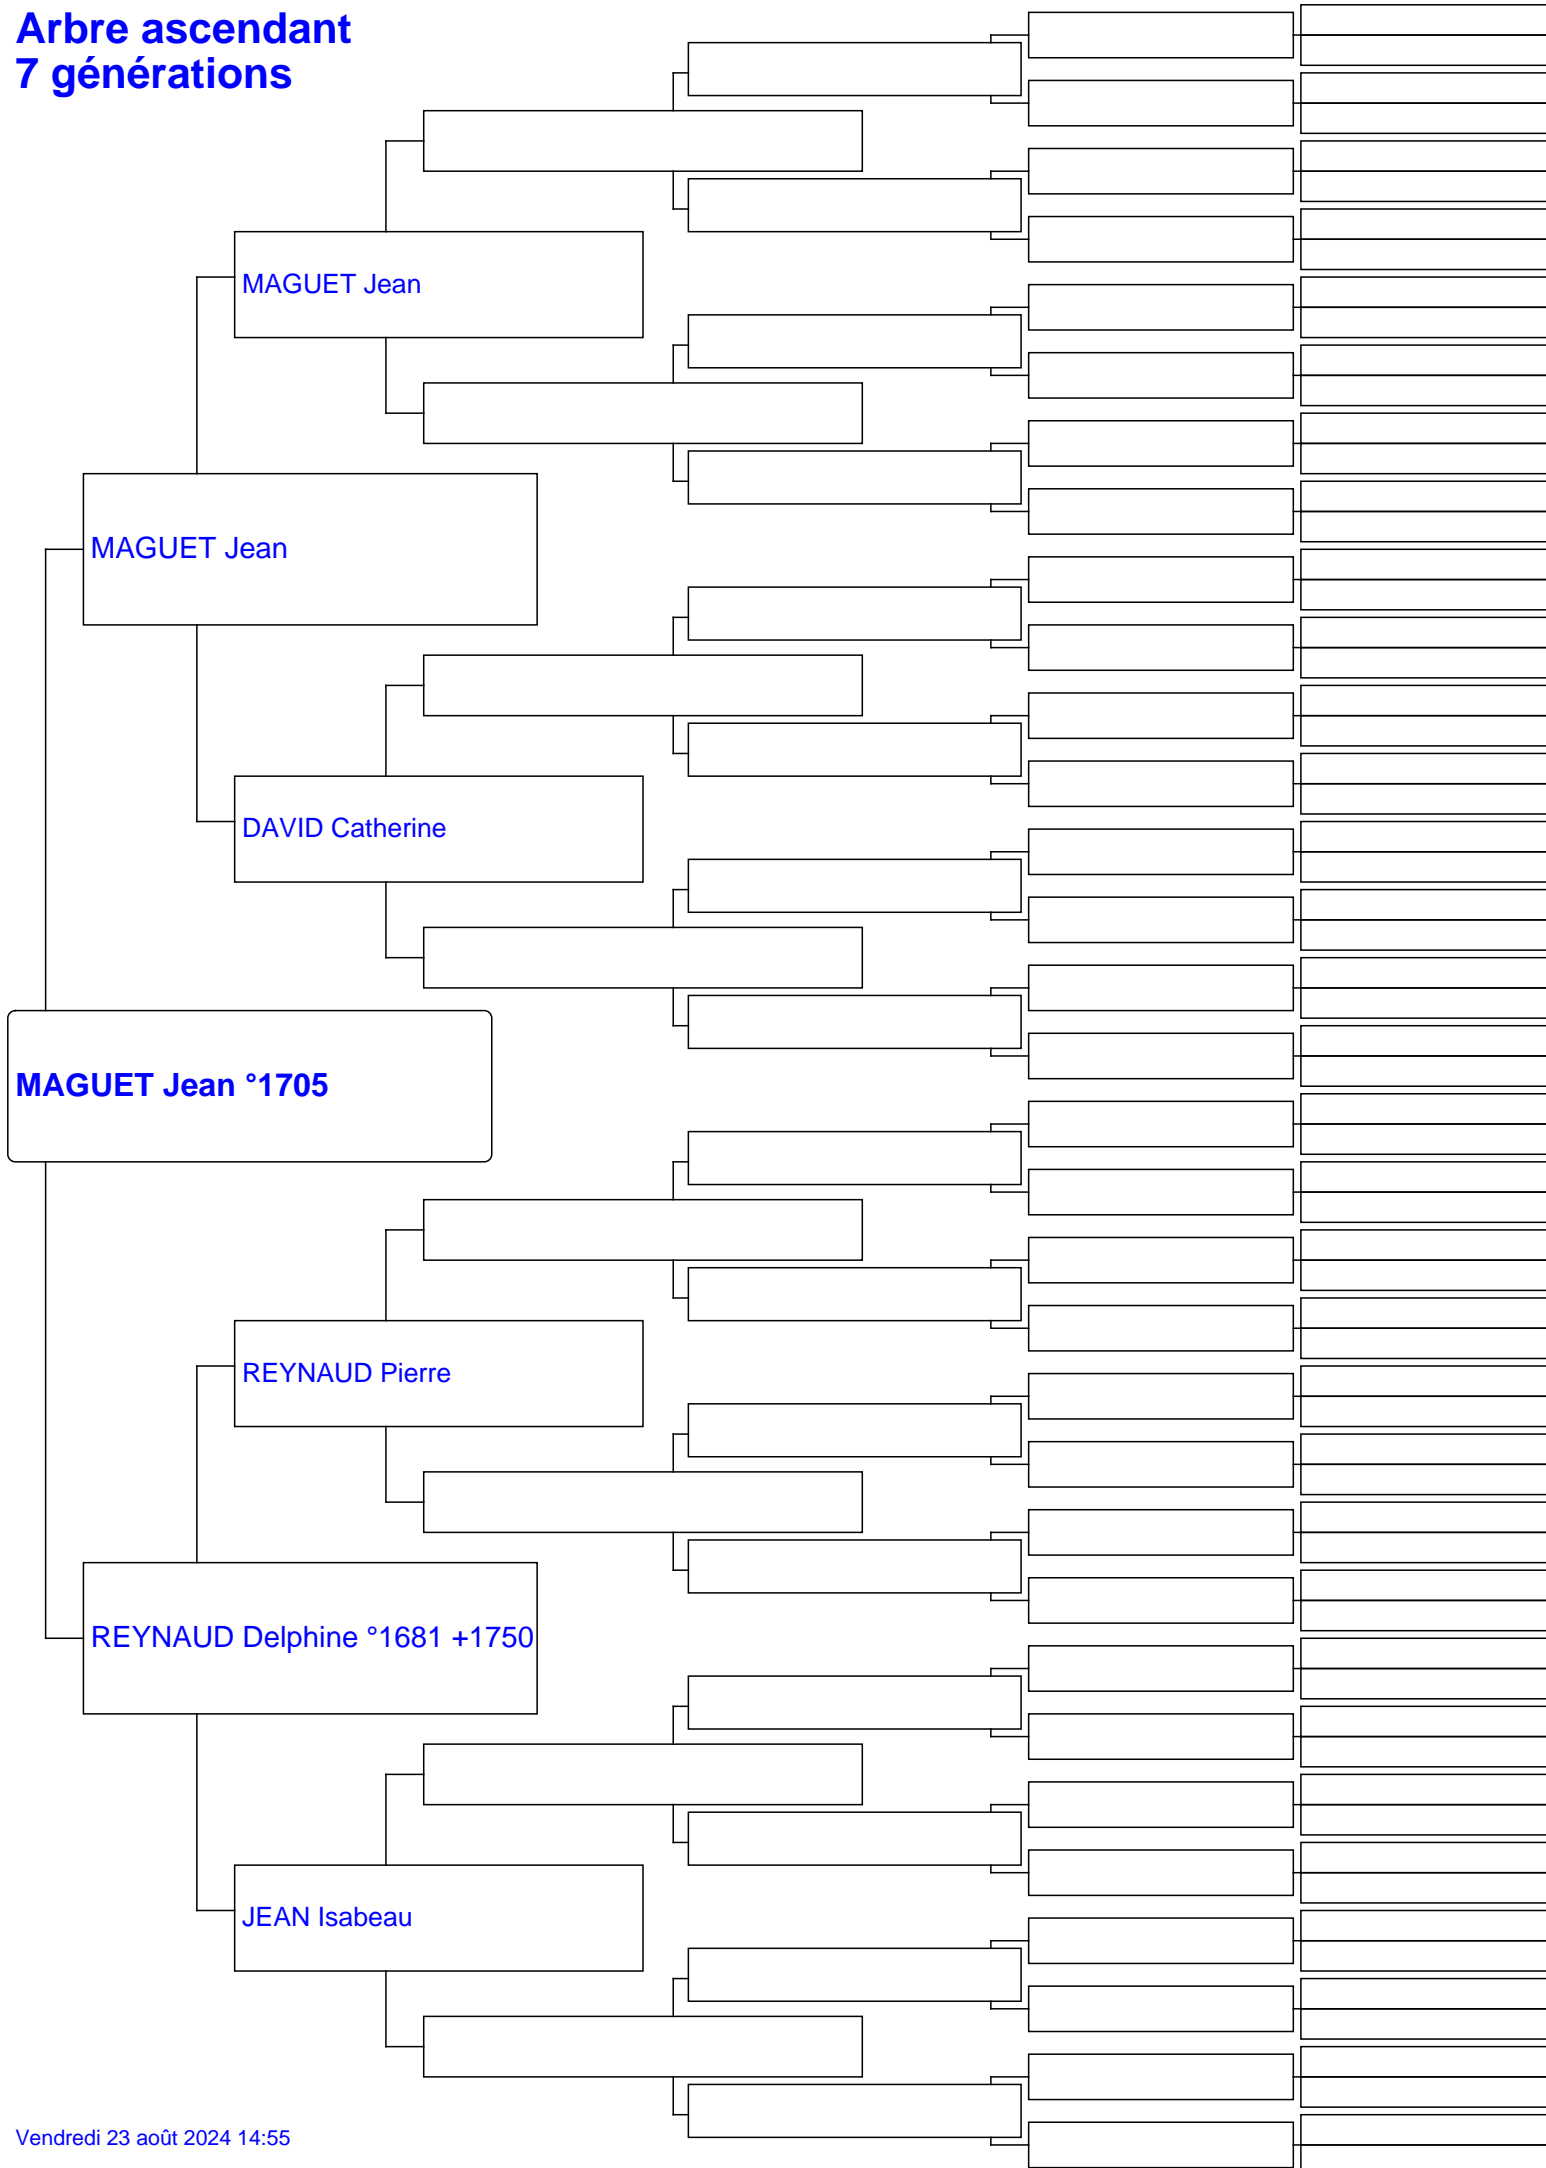 Arbre ascendant
7 générations
MAGUET Jean
MAGUET Jean
DAVID Catherine
MAGUET Jean °1705
REYNAUD Pierre
REYNAUD Delphine °1681 +1750
JEAN Isabeau
Vendredi 23 août 2024 14:55